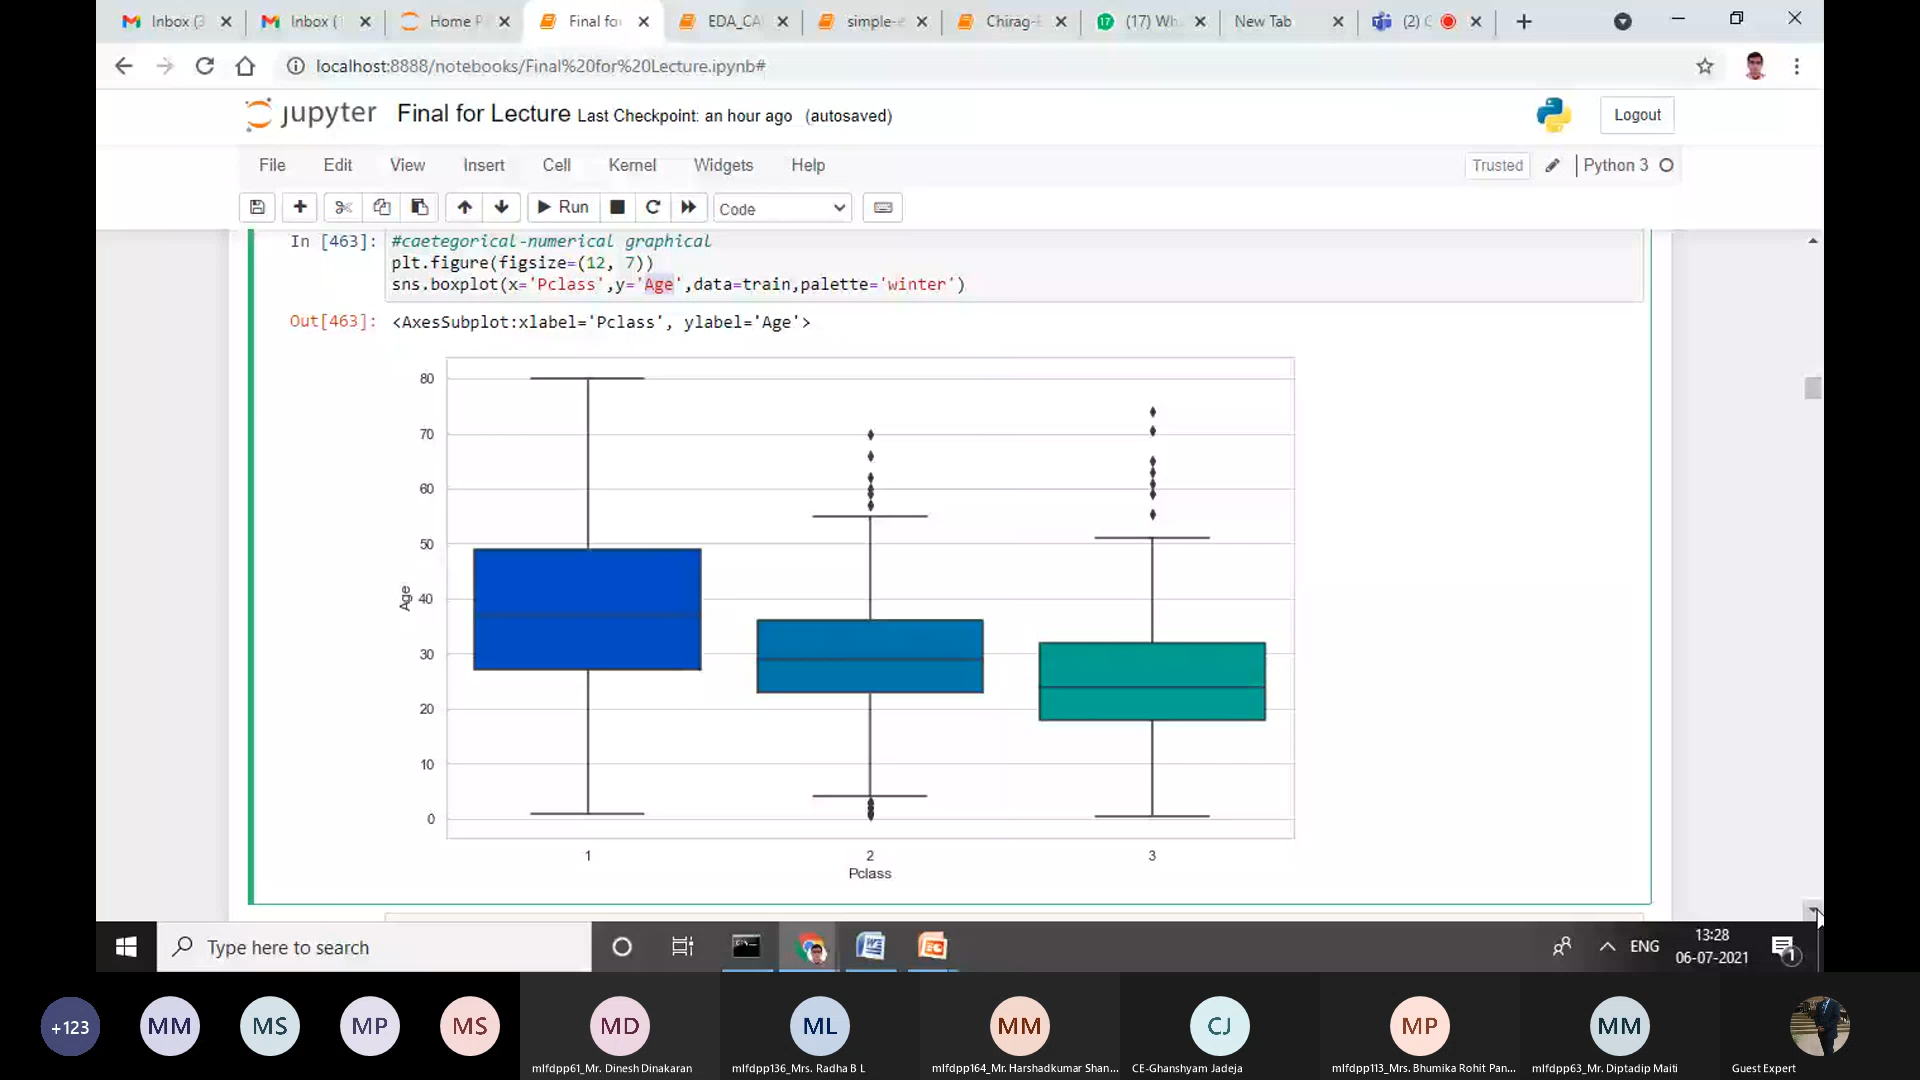 Inbox (3
Inbox (1
Home P
Final fo
EDA_CA
simple-e
Chirag-
(17) Wh
New Tab
(2)
localhost:8888/notebooks/Final%20for%20Lecture.ipynb#
jupyter Final for Lecture Last Checkpoint: an hour ago (autosaved)
Logout
File Edit View Insert Cell Kernel Widgets Help
Trusted Python 3
Run Code
In [463]: #caetegorical-numerical graphical
plt.figure(figsize=(12, 7))
sns.boxplot(x='Pclass',y='Age',data=train,palette='winter')
Out[463]: <AxesSubplot:xlabel='Pclass', ylabel='Age'>
80
70
60
50
40
30
20
10
0
Age
1 2 3
Pclass
Type here to search
ENG
13:28
06-07-2021
1
+123 MM MS MP MS MD ML MM CJ MP MM
mlfdpp61_Mr. Dinesh Dinakaran
mlfdpp136_Mrs. Radha B L
mlfdpp164_Mr. Harshadkumar Shan...
CE-Ghanshyam Jadeja
mlfdpp113_Mrs. Bhumika Rohit Pan...
mlfdpp63_Mr. Diptadip Maiti
Guest Expert